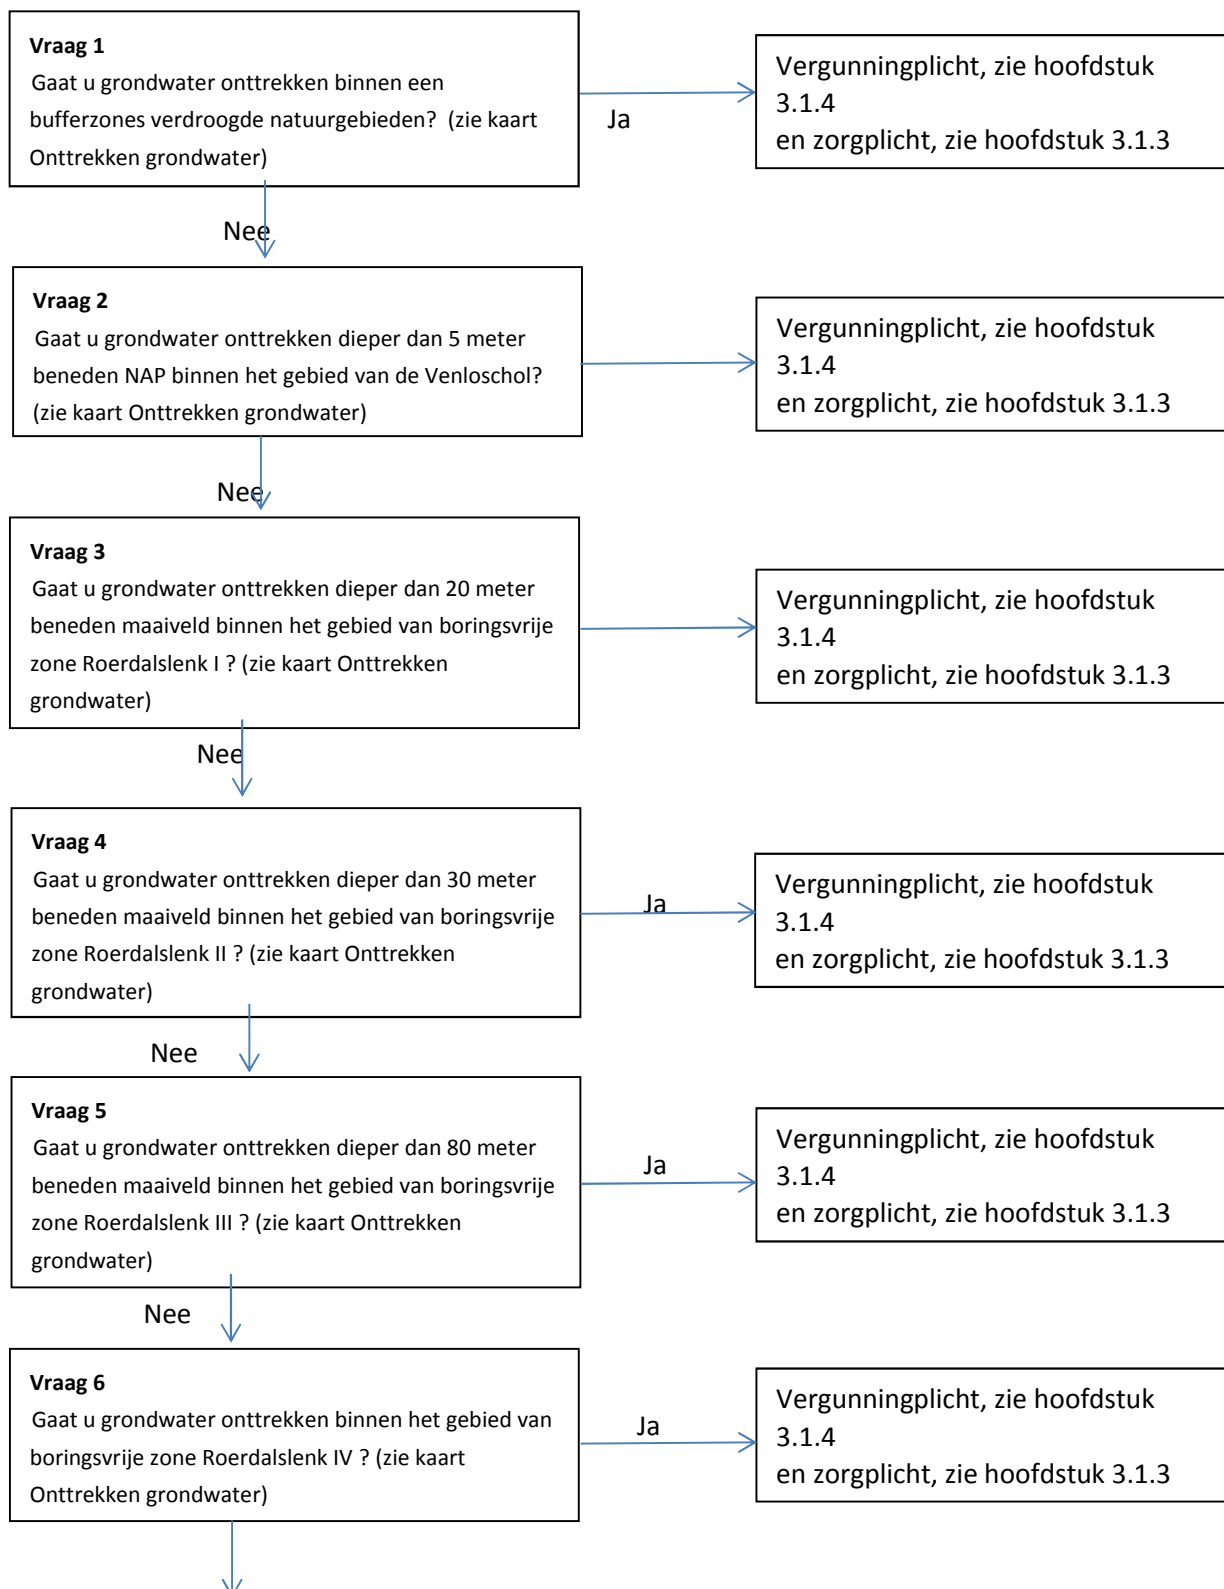 Vraag 1
Gaat u grondwater onttrekken binnen een
bufferzones verdroogde natuurgebieden? (zie kaart
Onttrekken grondwater)
Ja
Vergunningplicht, zie hoofdstuk
3.1.4
en zorgplicht, zie hoofdstuk 3.1.3
Nee
Vraag 2
Gaat u grondwater onttrekken dieper dan 5 meter
beneden NAP binnen het gebied van de Venloschol?
(zie kaart Onttrekken grondwater)
Vergunningplicht, zie hoofdstuk
3.1.4
en zorgplicht, zie hoofdstuk 3.1.3
Nee
Vraag 3
Gaat u grondwater onttrekken dieper dan 20 meter
beneden maaiveld binnen het gebied van boringsvrije
zone Roerdalslenk I ? (zie kaart Onttrekken
grondwater)
Vergunningplicht, zie hoofdstuk
3.1.4
en zorgplicht, zie hoofdstuk 3.1.3
Nee
Vraag 4
Gaat u grondwater onttrekken dieper dan 30 meter
beneden maaiveld binnen het gebied van boringsvrije
zone Roerdalslenk II ? (zie kaart Onttrekken
grondwater)
Ja
Vergunningplicht, zie hoofdstuk
3.1.4
en zorgplicht, zie hoofdstuk 3.1.3
Nee
Vraag 5
Gaat u grondwater onttrekken dieper dan 80 meter
beneden maaiveld binnen het gebied van boringsvrije
zone Roerdalslenk III ? (zie kaart Onttrekken
grondwater)
Ja
Vergunningplicht, zie hoofdstuk
3.1.4
en zorgplicht, zie hoofdstuk 3.1.3
Nee
Vraag 6
Gaat u grondwater onttrekken binnen het gebied van
boringsvrije zone Roerdalslenk IV ? (zie kaart
Onttrekken grondwater)
Ja
Vergunningplicht, zie hoofdstuk
3.1.4
en zorgplicht, zie hoofdstuk 3.1.3